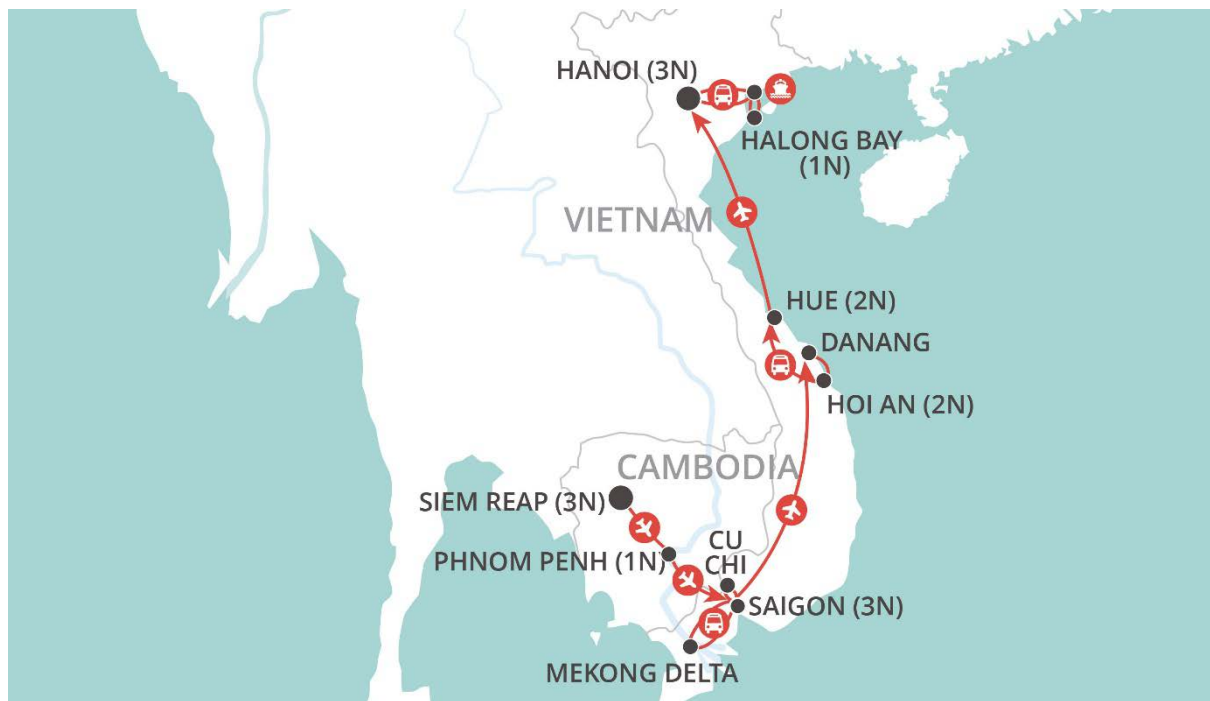 HANOI (3N)
HALONG BAY
(1N)
VIETNAM
HUE (2N)
DANANG
HOI AN (2N)
CAMBODIA
SIEM REAP (3N)
CU
CHI
PHNOM PENH (1N)
SAIGON (3N)
MEKONG DELTA